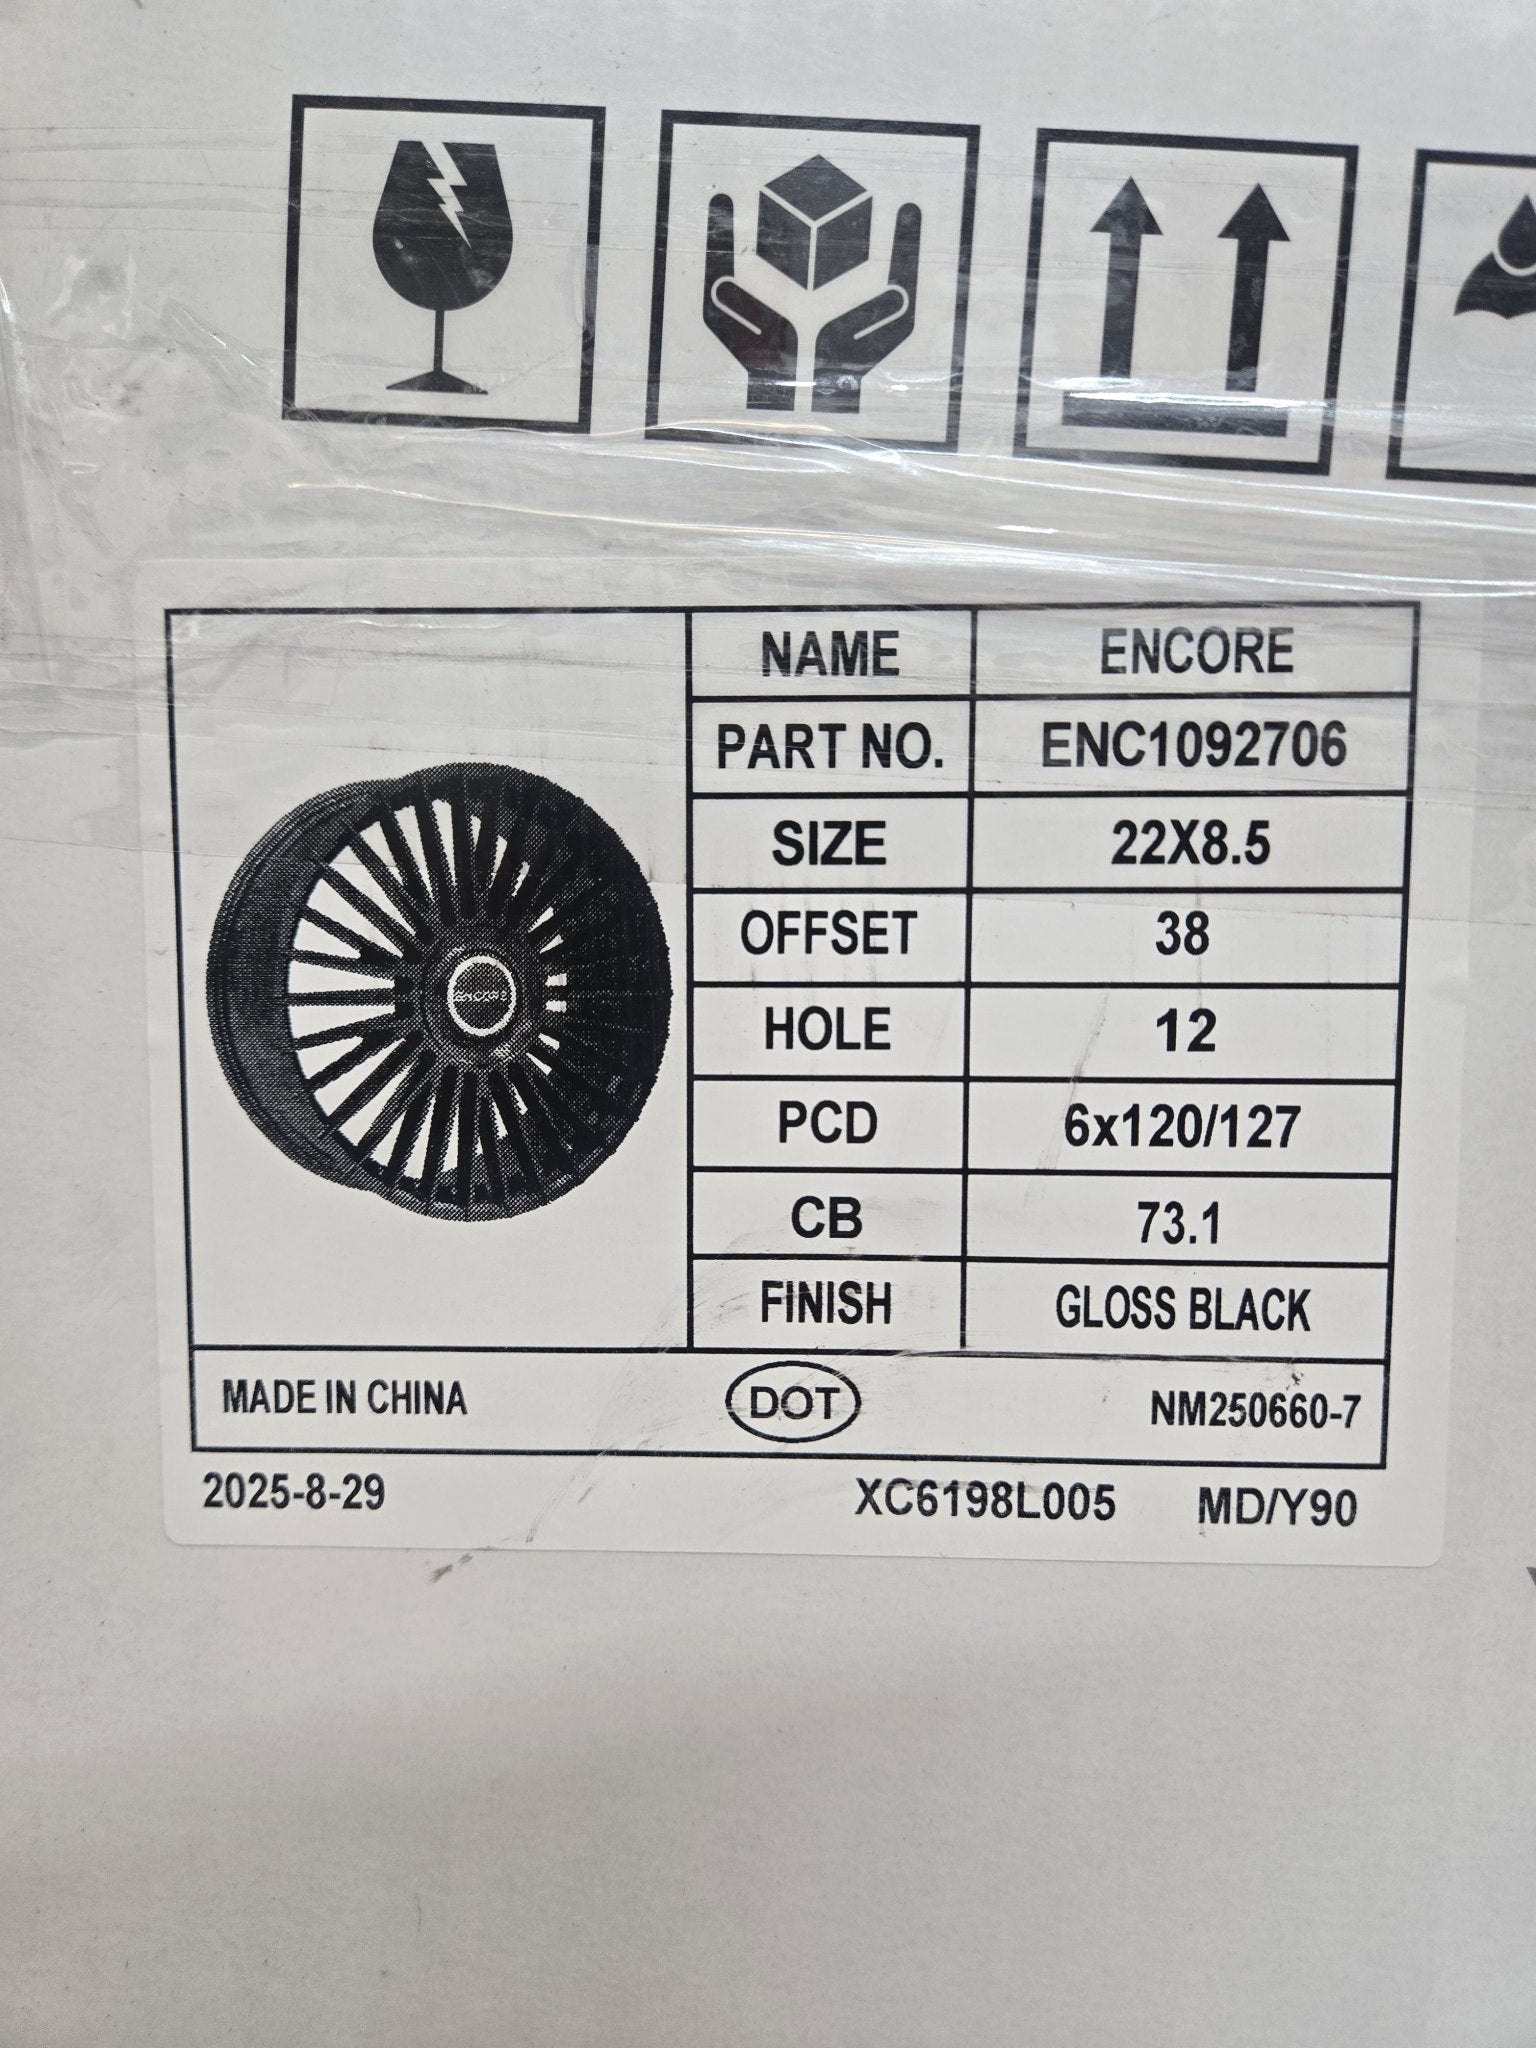 NAME ENCORE
PART NO. ENC1092706
SIZE 22X8.5
OFFSET 38
HOLE 12
PCD 6x120/127
CB 73.1
FINISH GLOSS BLACK
ENCORE
MADE IN CHINA DOT NM250660-7
2025-8-29 XC6198L005 MD/Y90